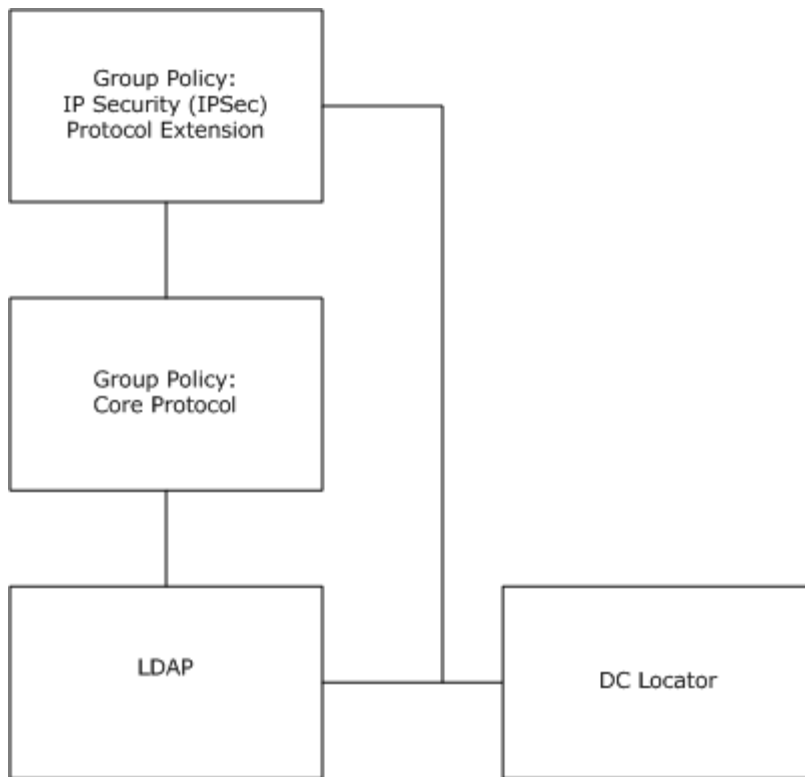 Group Policy:
IP Security (IPSec)
Protocol Extension
Group Policy:
Core Protocol
LDAP
DC Locator